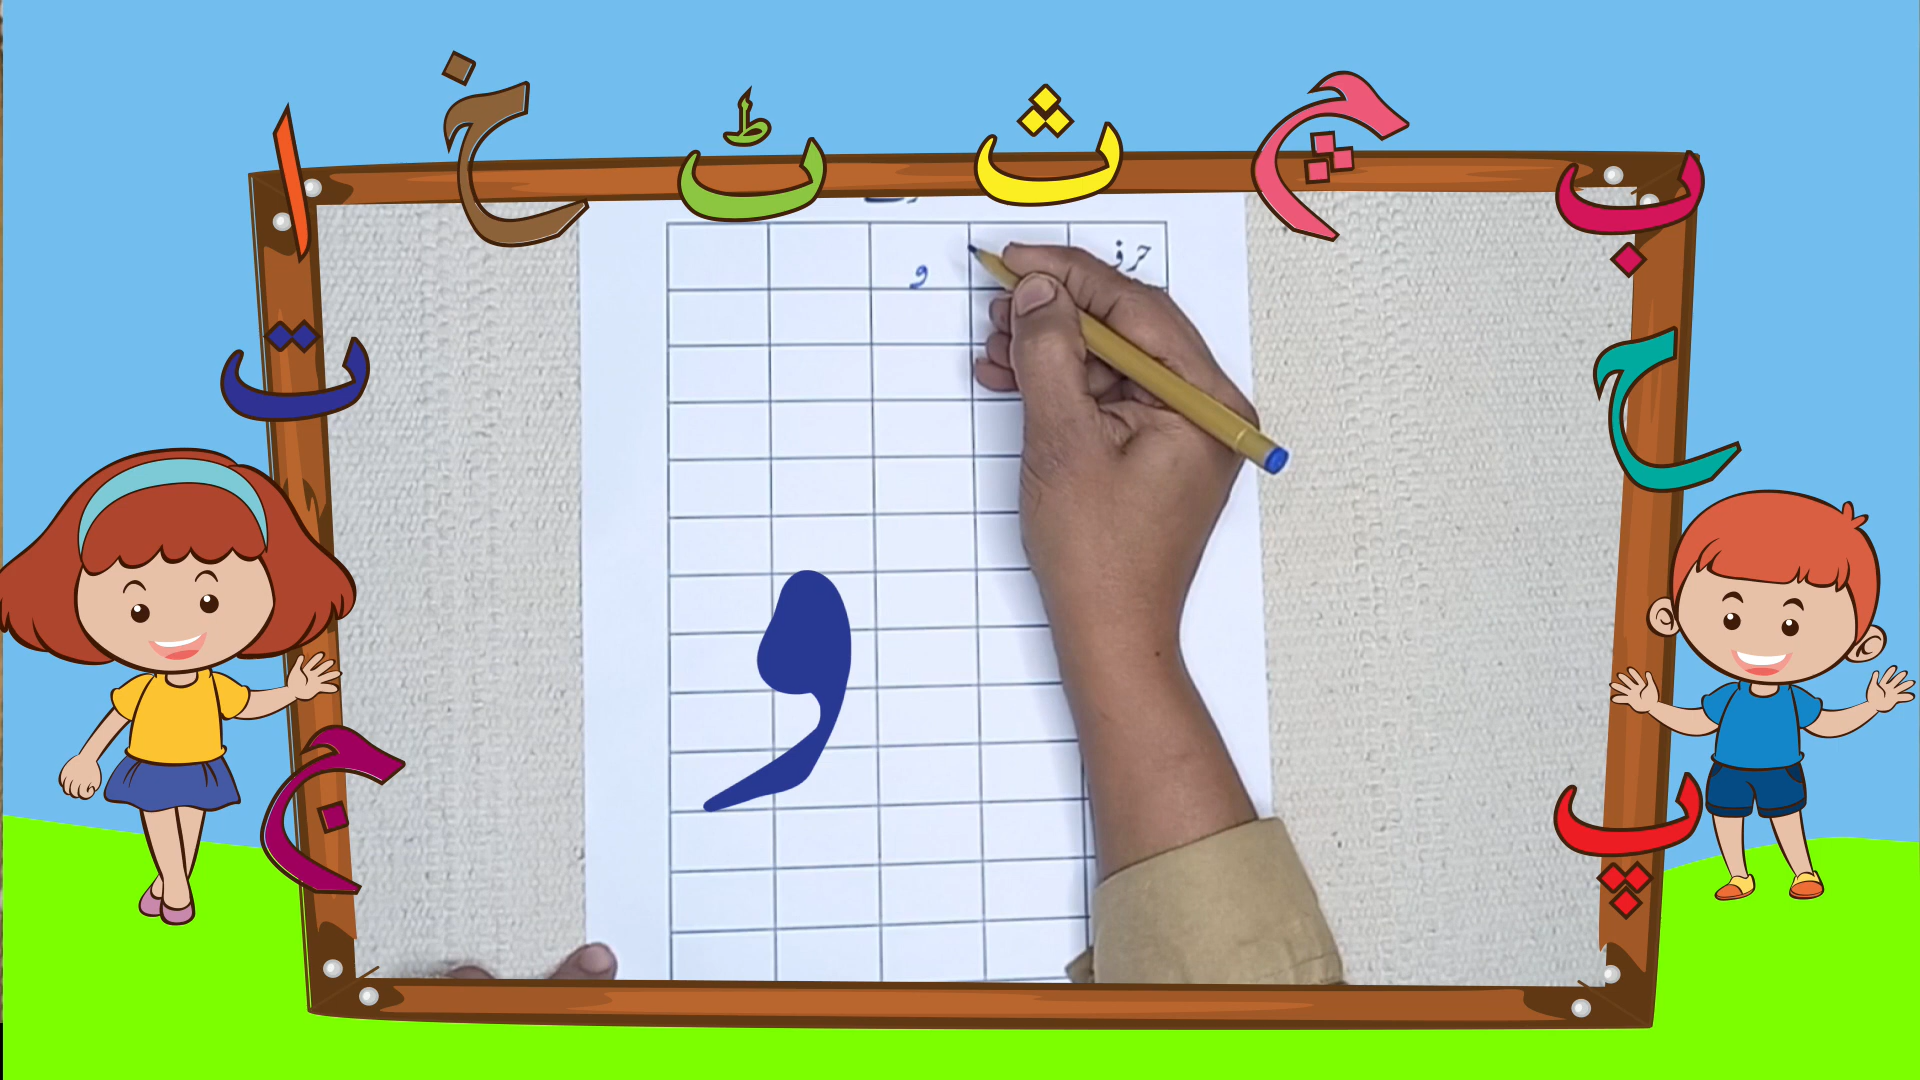 ب چ ث ٹ خ ا
حرف و
ح ت
و
پ ج